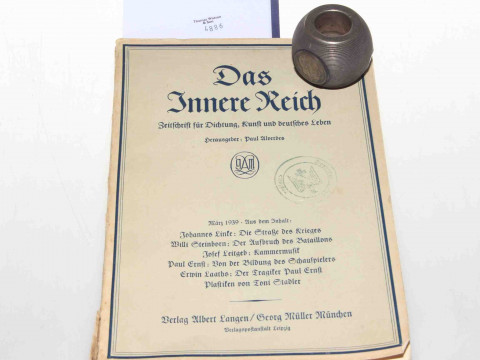 4886
Das
Innere Reich
Zeitschrift für Dichtung, Kunst und deutsches Leben
Herausgeber: Paul Alverdes
März 1939 · Aus dem Inhalt:
Johannes Linke: Die Straße des Krieges
Willi Steinborn: Der Aufbruch des Bataillons
Josef Leitgeb: Kammermusik
Paul Ernst: Von der Bildung des Schauspielers
Erwin Laaths: Der Tragiker Paul Ernst
Plastiken von Toni Stadler
Verlag Albert Langen / Georg Müller München
Verlagspostanstalt Leipzig